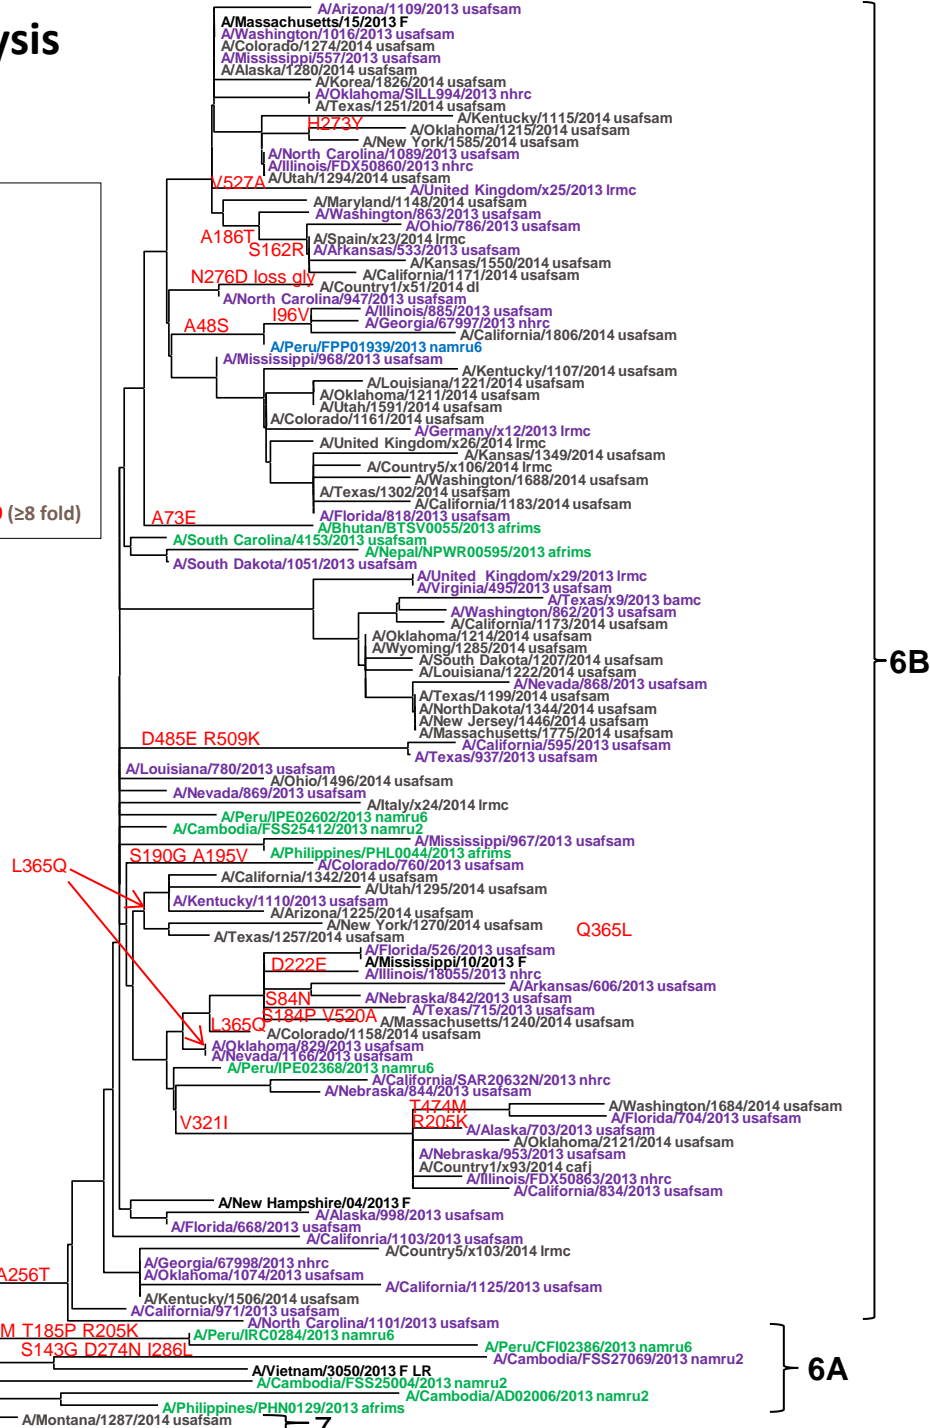 ysis
A/Arizona/1109/2013 usafsam
A/Massachusetts/15/2013 F
A/Washington/1016/2013 usafsam
A/Colorado/1274/2014 usafsam
A/Mississippi/557/2013 usafsam
A/Alaska/1280/2014 usafsam
A/Korea/1826/2014 usafsam
A/Oklahoma/SILL994/2013 nhrc
A/Texas/1251/2014 usafsam
A/Kentucky/1115/2014 usafsam
H273Y
A/Oklahoma/1215/2014 usafsam
A/New York/1585/2014 usafsam
A/North Carolina/1089/2013 usafsam
A/Illinois/FDX50860/2013 nhrc
A/Utah/1294/2014 usafsam
V527A
A/United Kingdom/x25/2013 lrmc
A/Maryland/1148/2014 usafsam
A/Washington/863/2013 usafsam
A/Ohio/786/2013 usafsam
A186T
A/Spain/x23/2014 lrmc
S162R
A/Arkansas/533/2013 usafsam
A/Kansas/1550/2014 usafsam
A/California/1171/2014 usafsam
N276D loss gly
A/Country1/x51/2014 dl
A/North Carolina/947/2013 usafsam
I96V
A/Illinois/885/2013 usafsam
A/Georgia/67997/2013 nhrc
A48S
A/California/1806/2014 usafsam
A/Peru/FPP01939/2013 namru6
A/Mississippi/968/2013 usafsam
A/Kentucky/1107/2014 usafsam
A/Louisiana/1221/2014 usafsam
A/Oklahoma/1211/2014 usafsam
A/Utah/1591/2014 usafsam
A/Colorado/1161/2014 usafsam
A/Germany/x12/2013 lrmc
A/United Kingdom/x26/2014 lrmc
A/Kansas/1349/2014 usafsam
A/Country5/x106/2014 lrmc
A/Washington/1688/2014 usafsam
A/Texas/1302/2014 usafsam
A/California/1183/2014 usafsam
(≥8 fold)
A/Florida/818/2013 usafsam
A73E
A/Bhutan/BTSV0055/2013 afrims
A/South Carolina/4153/2013 usafsam
A/Nepal/NPWR00595/2013 afrims
A/South Dakota/1051/2013 usafsam
A/United Kingdom/x29/2013 lrmc
A/Virginia/495/2013 usafsam
A/Texas/x9/2013 bamc
A/Washington/862/2013 usafsam
A/California/1173/2014 usafsam
A/Oklahoma/1214/2014 usafsam
A/Wyoming/1285/2014 usafsam
A/South Dakota/1207/2014 usafsam
6B
A/Louisiana/1222/2014 usafsam
A/Nevada/868/2013 usafsam
A/Texas/1199/2014 usafsam
A/NorthDakota/1344/2014 usafsam
A/New Jersey/1446/2014 usafsam
A/Massachusetts/1775/2014 usafsam
D485E R509K
A/California/595/2013 usafsam
A/Texas/937/2013 usafsam
A/Louisiana/780/2013 usafsam
A/Ohio/1496/2014 usafsam
A/Nevada/869/2013 usafsam
A/Italy/x24/2014 lrmc
A/Peru/IPE02602/2013 namru6
A/Cambodia/FSS25412/2013 namru2
A/Mississippi/967/2013 usafsam
A/Philippines/PHL0044/2013 afrims
S190G A195V
L365Q
A/Colorado/760/2013 usafsam
A/California/1342/2014 usafsam
A/Utah/1295/2014 usafsam
A/Kentucky/1110/2013 usafsam
A/Arizona/1225/2014 usafsam
A/New York/1270/2014 usafsam
Q365L
A/Texas/1257/2014 usafsam
A/Florida/526/2013 usafsam
A/Mississippi/10/2013 F
D222E
A/Illinois/18055/2013 nhrc
A/Arkansas/606/2013 usafsam
S84N
A/Nebraska/842/2013 usafsam
A/Texas/715/2013 usafsam
S184P V520A
A/Massachusetts/1240/2014 usafsam
L365Q
A/Colorado/1158/2014 usafsam
A/Oklahoma/829/2013 usafsam
A/Nevada/1166/2013 usafsam
A/Peru/IPE02368/2013 namru6
A/California/SAR20632N/2013 nhrc
A/Nebraska/844/2013 usafsam
T474M
A/Washington/1684/2014 usafsam
A/Florida/704/2013 usafsam
V321I
R205K
A/Alaska/703/2013 usafsam
A/Oklahoma/2121/2014 usafsam
A/Nebraska/953/2013 usafsam
A/Country1/x93/2014 cafj
A/Illinois/FDX50863/2013 nhrc
A/California/834/2013 usafsam
A/New Hampshire/04/2013 F
A/Alaska/998/2013 usafsam
A/Florida/668/2013 usafsam
A/Califonria/1103/2013 usafsam
A/Country5/x103/2014 lrmc
A/Georgia/67998/2013 nhrc
A256T
A/Oklahoma/1074/2013 usafsam
A/California/1125/2013 usafsam
A/Kentucky/1506/2014 usafsam
A/California/971/2013 usafsam
A/North Carolina/1101/2013 usafsam
M T185P R205K
A/Peru/IRC0284/2013 namru6
A/Peru/CFI02386/2013 namru6
S143G D274N I286L
A/Cambodia/FSS27069/2013 namru2
A/Vietnam/3050/2013 F LR
6A
A/Cambodia/FSS25004/2013 namru2
A/Cambodia/AD02006/2013 namru2
A/Philippines/PHN0129/2013 afrims
A/Montana/1287/2014 usafsam
7